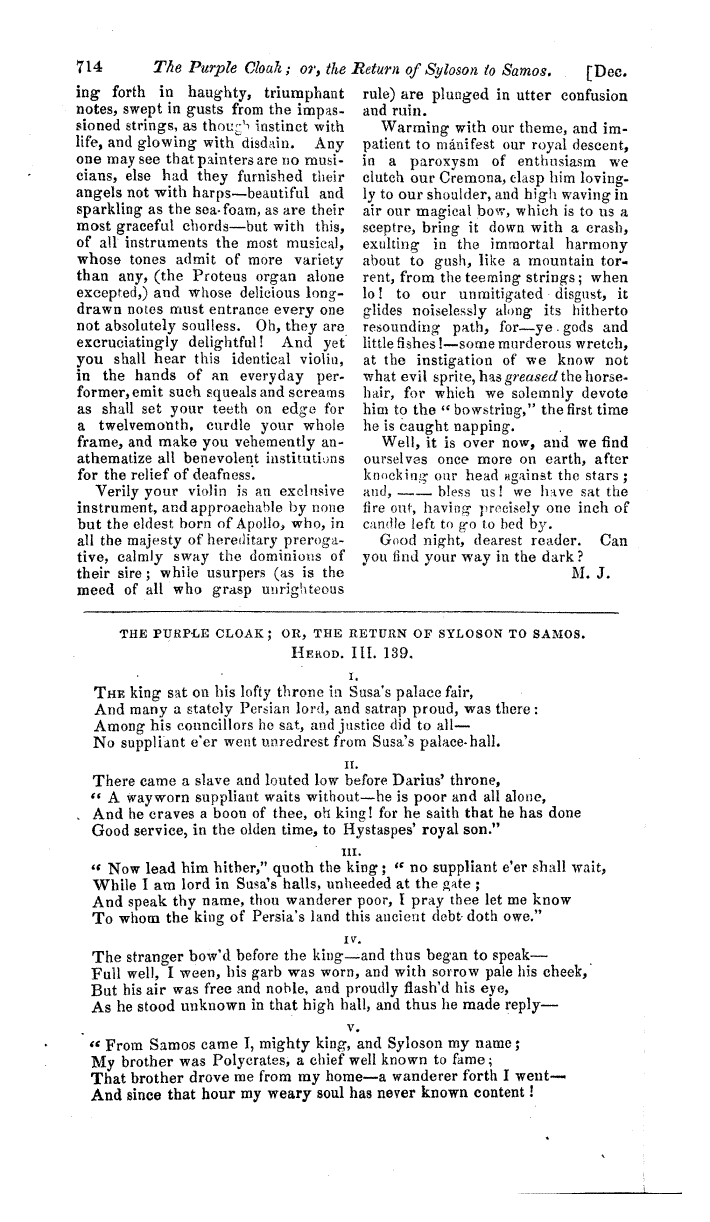 714 The Purple Cloak; or, the Return of Syloson to Samos. [Dec.
ing forth in haughty, triumphant
notes, swept in gusts from the impas-
sioned strings, as though instinct with
life, and glowing with disdain. Any
one may see that painters are no musi-
cians, else had they furnished their
angels not with harps—beautiful and
sparkling as the sea-foam, as are their
most graceful chords—but with this,
of all instruments the most musical,
whose tones admit of more variety
than any, (the Proteus organ alone
excepted,) and whose delicious long-
drawn notes must entrance every one
not absolutely soulless. Oh, they are
excruciatingly delightful! And yet
you shall hear this identical violin,
in the hands of an everyday per-
former, emit such squeals and screams
as shall set your teeth on edge for
a twelvemonth, curdle your whole
frame, and make you vehemently an-
athematize all benevolent institutions
for the relief of deafness.
Verily your violin is an exclusive
instrument, and approachable by none
but the eldest born of Apollo, who, in
all the majesty of hereditary preroga-
tive, calmly sway the dominions of
their sire; while usurpers (as is the
meed of all who grasp unrighteous
rule) are plunged in utter confusion
and ruin.
Warming with our theme, and im-
patient to mánifest our royal descent,
in a paroxysm of enthusiasm we
clutch our Cremona, clasp him loving-
ly to our shoulder, and high waving in
air our magical bow, which is to us a
sceptre, bring it down with a crash,
exulting in the immortal harmony
about to gush, like a mountain tor-
rent, from the teeming strings; when
lo! to our unmitigated disgust, it
glides noiselessly along its hitherto
resounding path, for—ye gods and
little fishes!—some murderous wretch,
at the instigation of we know not
what evil sprite, has greased the horse-
hair, for which we solemnly devote
him to the "bowstring," the first time
he is caught napping.
Well, it is over now, and we find
ourselves once more on earth, after
knocking our head against the stars;
and, —— bless us! we have sat the
fire out, having precisely one inch of
candle left to go to bed by.
Good night, dearest reader. Can
you find your way in the dark?
M. J.
THE PURPLE CLOAK; OR, THE RETURN OF SYLOSON TO SAMOS.
HEROD. III. 139.
I.
THE king sat on his lofty throne in Susa's palace fair,
And many a stately Persian lord, and satrap proud, was there:
Among his councillors he sat, and justice did to all—
No suppliant e'er went unredrest from Susa's palace-hall.
II.
There came a slave and louted low before Darius' throne,
"A wayworn suppliant waits without—he is poor and all alone,
And he craves a boon of thee, oh king! for he saith that he has done
Good service, in the olden time, to Hystaspes' royal son."
III.
"Now lead him hither," quoth the king; "no suppliant e'er shall wait,
While I am lord in Susa's halls, unheeded at the gate;
And speak thy name, thou wanderer poor, I pray thee let me know
To whom the king of Persia's land this ancient debt doth owe."
IV.
The stranger bow'd before the king—and thus began to speak—
Full well, I ween, his garb was worn, and with sorrow pale his cheek,
But his air was free and noble, and proudly flash'd his eye,
As he stood unknown in that high hall, and thus he made reply—
V.
"From Samos came I, mighty king, and Syloson my name;
My brother was Polycrates, a chief well known to fame;
That brother drove me from my home—a wanderer forth I went—
And since that hour my weary soul has never known content!